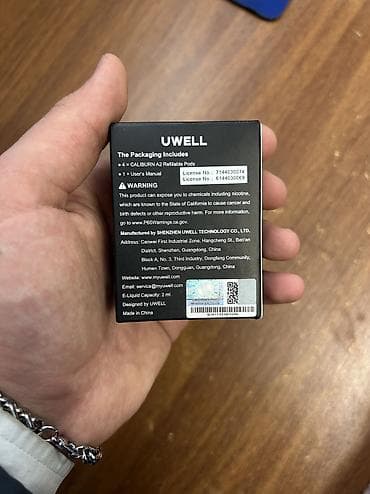 UWELL
The Packaging Includes
● 4 × CALIBURN A2 Refillable Pods
● 1 × User's Manual
License No.: 7144030074
License No.: 6144030069
WARNING
This product can expose you to chemicals including nicotine,
which are known to the State of California to cause cancer and
birth defects or other reproductive harm. For more information,
go to www.P65Warnings.ca.gov.
Manufactured by SHENZHEN UWELL TECHNOLOGY CO., LTD.
Address: Canwei First Industrial Zone, Hangcheng St., Bao'an
District, Shenzhen, Guangdong, China
Block A, No. 3, Third Industry, Dongfang Community,
Humen Town, Dongguan, Guangdong, China
Website: www.myuwell.com
Email: service@myuwell.com
E-Liquid Capacity: 2 ml
Designed by UWELL
Made in China